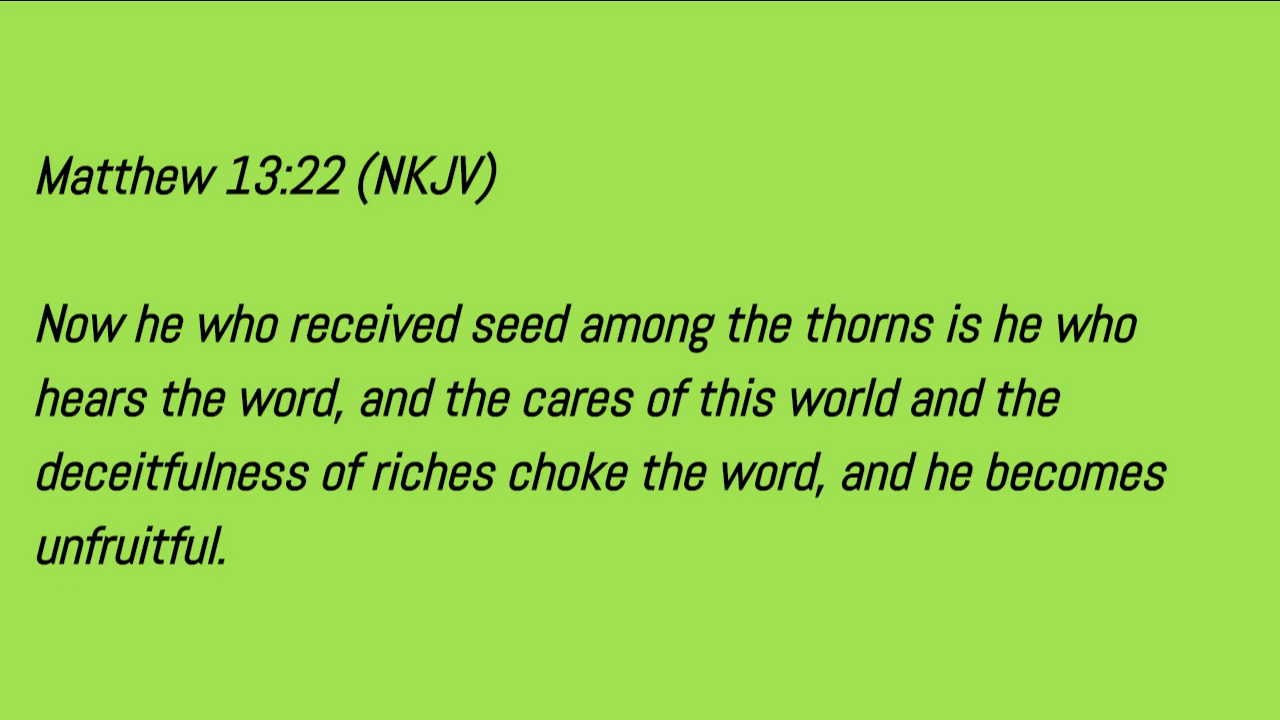 Matthew 13:22 (NKJV)
Now he who received seed among the thorns is he who
hears the word, and the cares of this world and the
deceitfulness of riches choke the word, and he becomes
unfruitful.